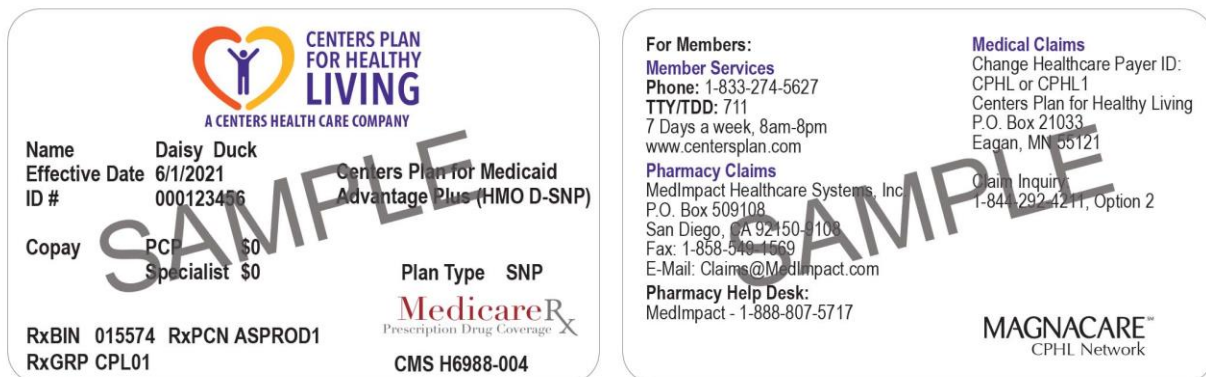 CENTERS PLAN
FOR HEALTHY
LIVING
A CENTERS HEALTH CARE COMPANY
Name Daisy Duck
Effective Date 6/1/2021
ID # 000123456
Centers Plan for Medicaid
Advantage Plus (HMO D-SNP)
Copay PCP $0
Specialist $0
Plan Type SNP
MedicareRx
Prescription Drug Coverage
RxBIN 015574 RxPCN ASPROD1
RxGRP CPL01
CMS H6988-004
SAMPLE
For Members:
Member Services
Phone: 1-833-274-5627
TTY/TDD: 711
7 Days a week, 8am-8pm
www.centersplan.com
Pharmacy Claims
MedImpact Healthcare Systems, Inc
P.O. Box 509108
San Diego, CA 92150-9108
Fax: 1-858-549-1569
E-Mail: Claims@MedImpact.com
Pharmacy Help Desk:
MedImpact - 1-888-807-5717
Medical Claims
Change Healthcare Payer ID:
CPHL or CPHL1
Centers Plan for Healthy Living
P.O. Box 21033
Eagan, MN 55121
Claim Inquiry:
1-844-292-4211, Option 2
MAGNACARE℠
CPHL Network
SAMPLE